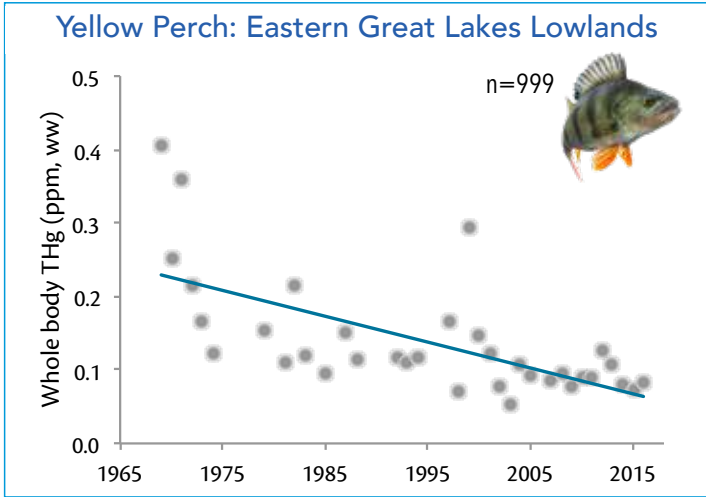 Yellow Perch: Eastern Great Lakes Lowlands
n=999
Whole body THg (ppm, ww)
0.5
0.4
0.3
0.2
0.1
0.0
1965 1975 1985 1995 2005 2015